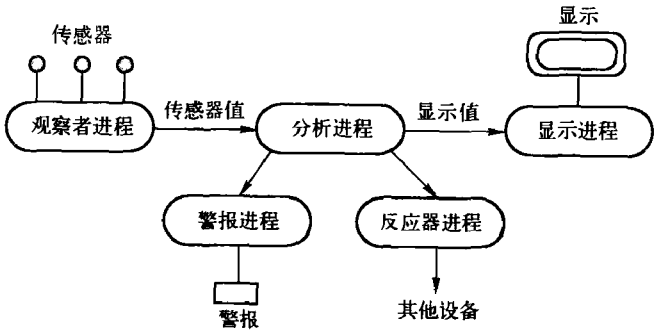 显示
传感器
观察者进程
传感器值
分析进程
显示值
显示进程
警报进程
反应器进程
其他设备
警报